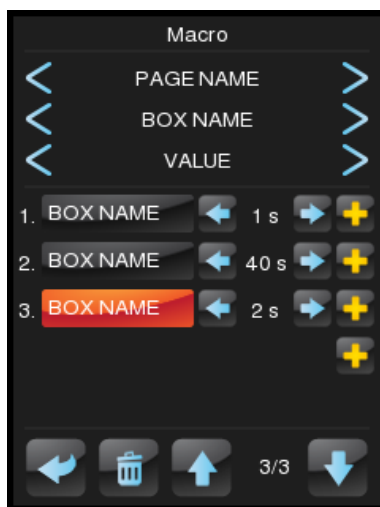 Macro
PAGE NAME
BOX NAME
VALUE
1. BOX NAME 1 s
2. BOX NAME 40 s
3. BOX NAME 2 s
3/3